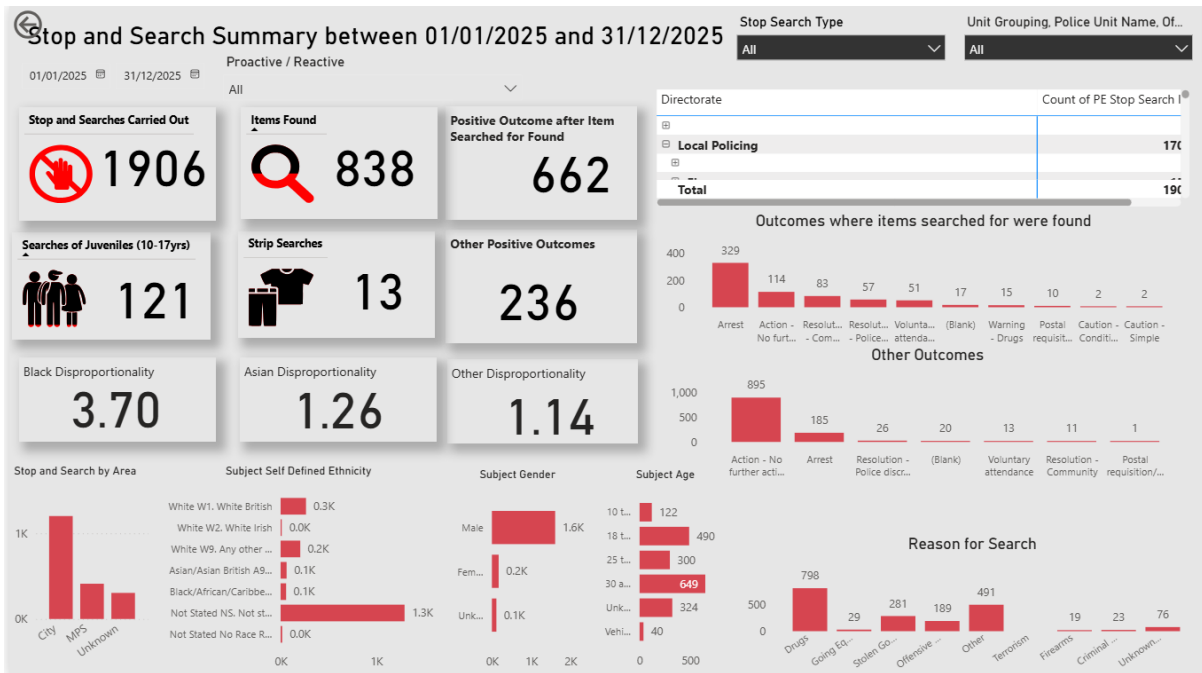 Stop and Search Summary between 01/01/2025 and 31/12/2025
Stop Search Type
All
Unit Grouping, Police Unit Name, Of...
All
01/01/2025
31/12/2025
Proactive / Reactive
All
Stop and Searches Carried Out
1906
Items Found
838
Positive Outcome after Item
Searched for Found
662
Directorate
Count of PE Stop Search I
Local Policing
170
Total
190
Searches of Juveniles (10-17yrs)
121
Strip Searches
13
Other Positive Outcomes
236
Black Disproportionality
3.70
Asian Disproportionality
1.26
Other Disproportionality
1.14
Outcomes where items searched for were found
400
200
0
329
114
83
57
51
17
15
10
2
2
Arrest
Action -
No furt...
Resolut...
- Com...
Resolut...
- Police...
Volunta...
attenda...
(Blank)
Warning
- Drugs
Postal
requisit...
Caution -
Conditi...
Caution -
Simple
Other Outcomes
1,000
500
0
895
185
26
20
13
11
1
Action - No
further acti...
Arrest
Resolution -
Police discr...
(Blank)
Voluntary
attendance
Resolution -
Community
Postal
requisition/...
Stop and Search by Area
1K
0K
City
MPS
Unknown
Subject Self Defined Ethnicity
White W1. White British
0.3K
White W2. White Irish
0.0K
White W9. Any other ...
0.2K
Asian/Asian British A9...
0.1K
Black/African/Caribbe...
0.1K
Not Stated NS. Not st...
1.3K
Not Stated No Race R...
0.0K
0K
1K
Subject Gender
Male
1.6K
Fem...
0.2K
Unk...
0.1K
0K
1K
2K
Subject Age
10 t...
122
18 t...
490
25 t...
300
30 a...
649
Unk...
324
Vehi...
40
0
500
Reason for Search
500
0
798
29
281
189
491
19
23
76
Drugs
Going Eq...
Stolen Go...
Offensive ...
Other
Terrorism
Firearms
Criminal ...
Unknown...